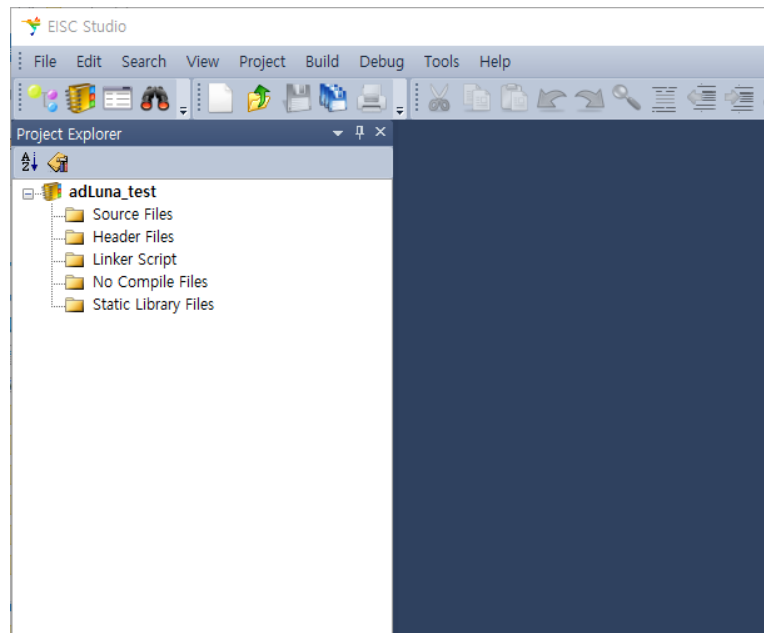 EISC Studio
File Edit Search View Project Build Debug Tools Help
Project Explorer
adLuna_test
Source Files
Header Files
Linker Script
No Compile Files
Static Library Files